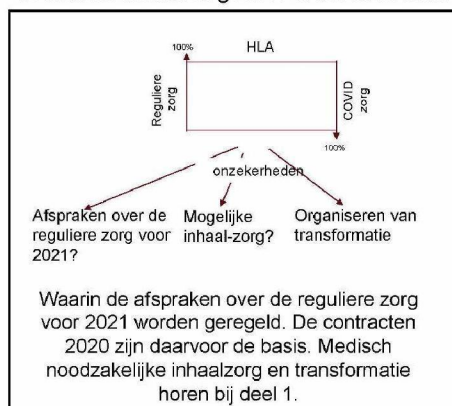 HLA
100%
Reguliere
zorg
COVID
zorg
100%
onzekerheden
Afspraken over de
reguliere zorg voor
2021?
Mogelijke
inhaal-zorg?
Organiseren van
transformatie
Waarin de afspraken over de reguliere zorg
voor 2021 worden geregeld. De contracten
2020 zijn daarvoor de basis. Medisch
noodzakelijke inhaalzorg en transformatie
horen bij deel 1.